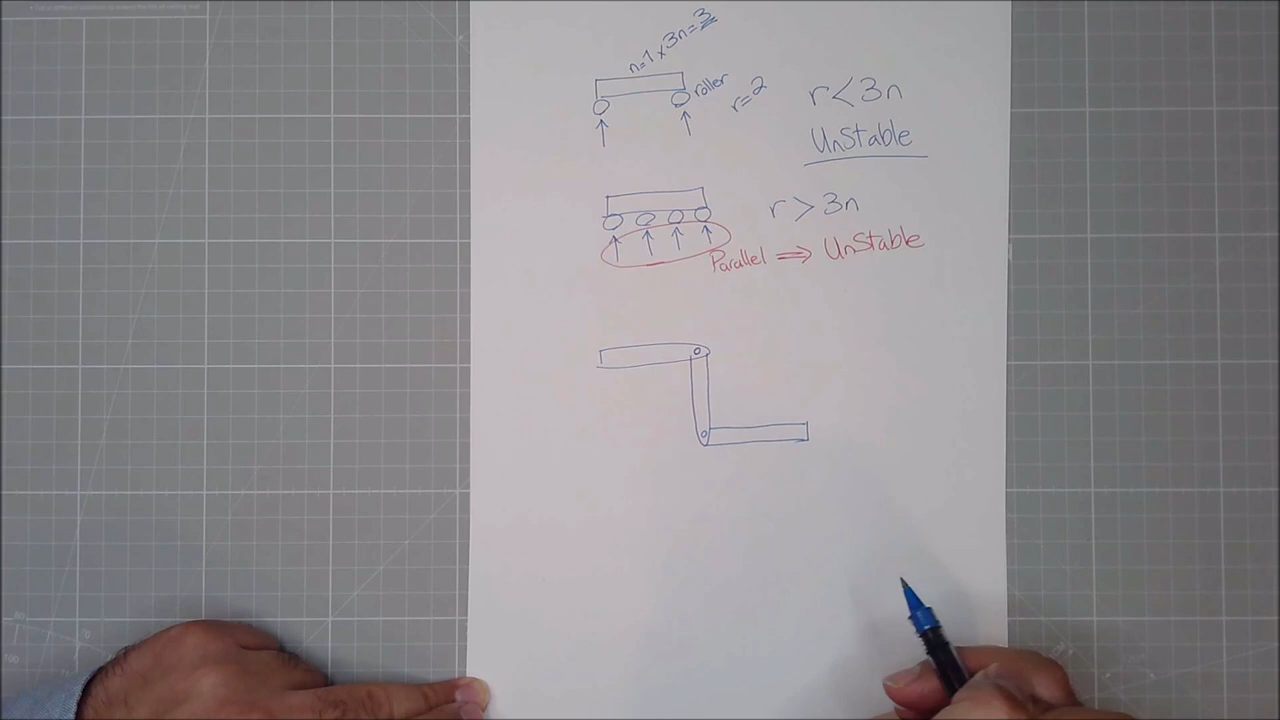 n=1 × 3n=3
roller
r=2
r<3n
UnStable
r>3n
Parallel ⟹ UnStable